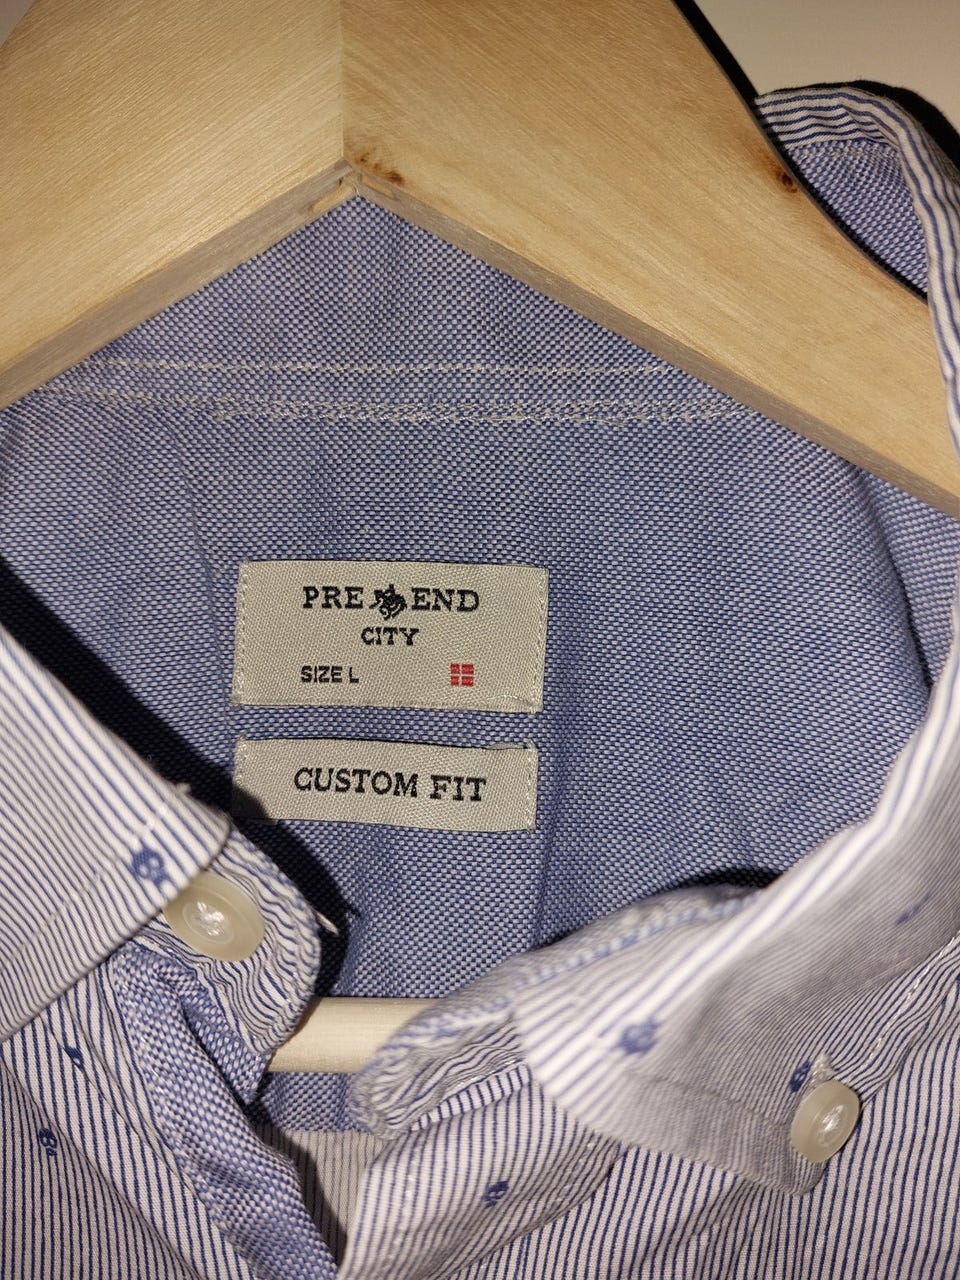 PRE END
CITY
SIZE L
CUSTOM FIT